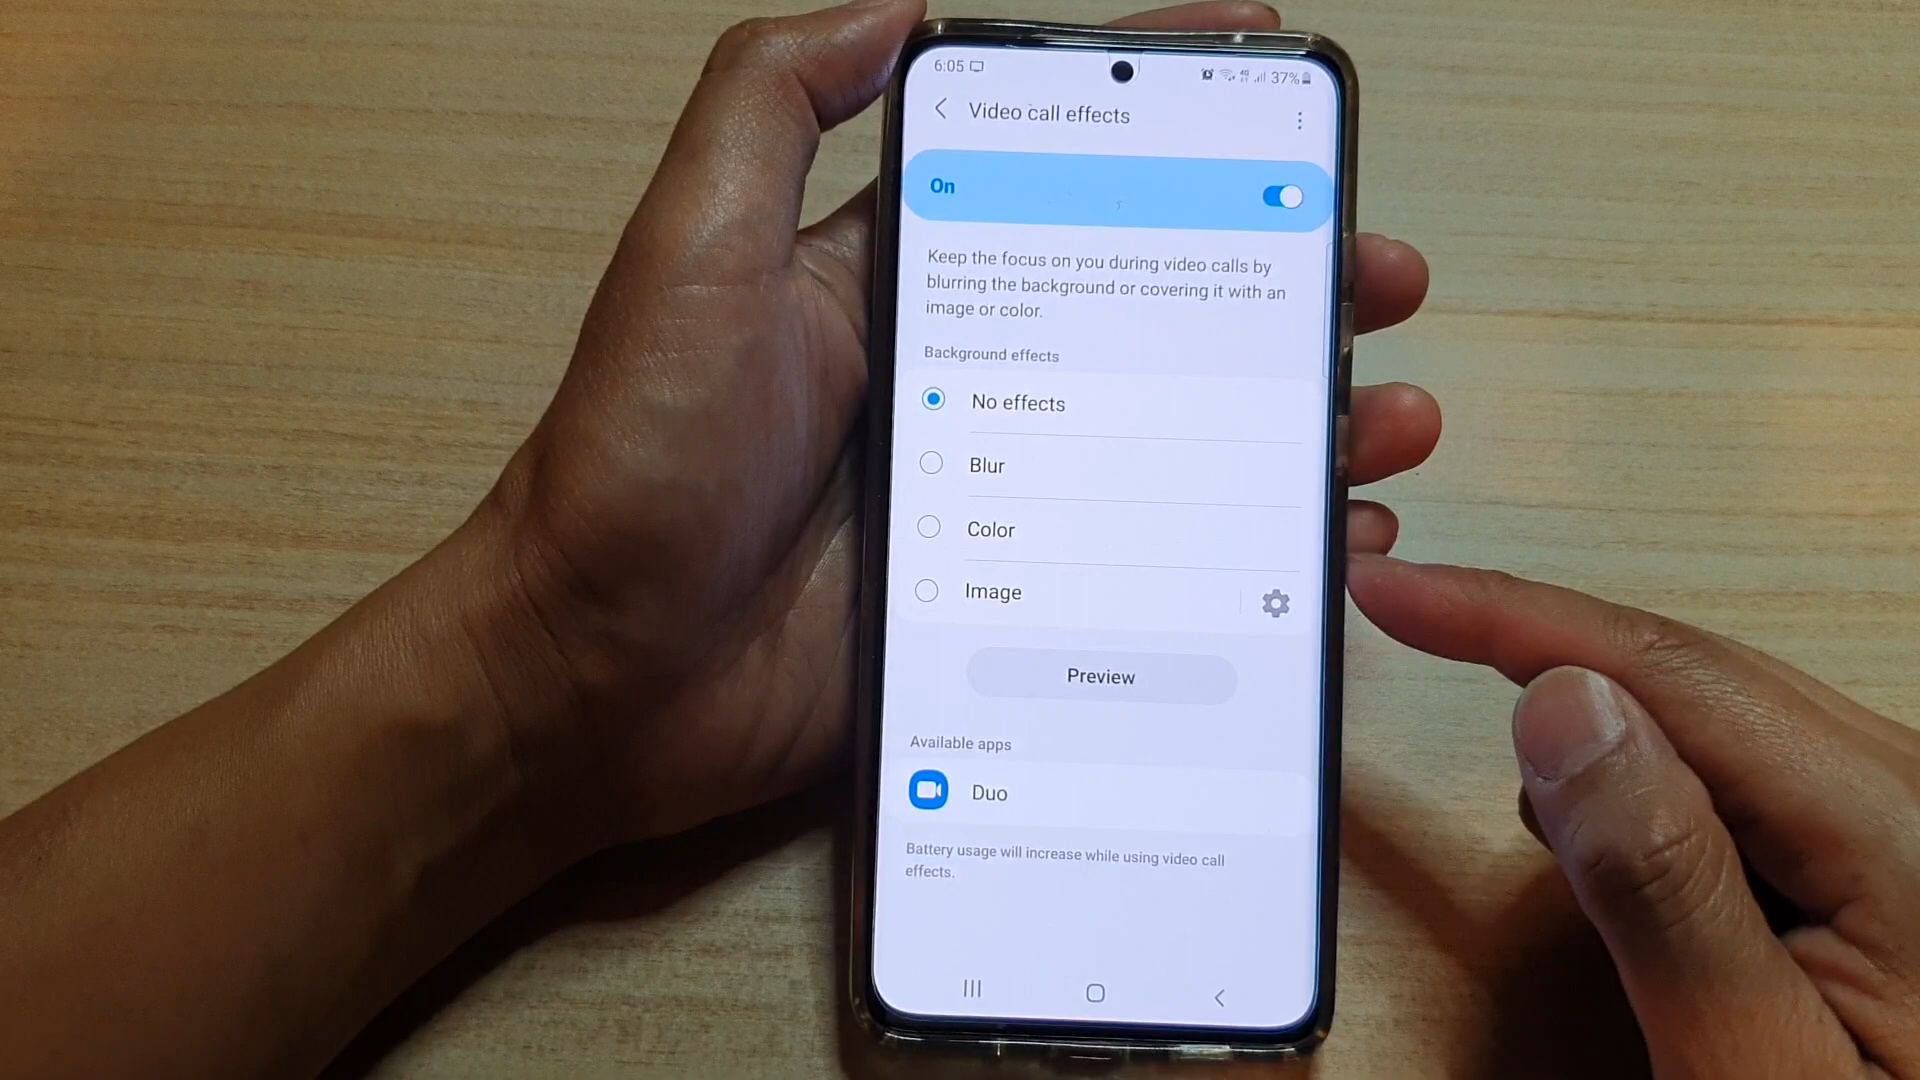 6:05
37%
Video call effects
On
Keep the focus on you during video calls by
blurring the background or covering it with an
image or color.
Background effects
No effects
Blur
Color
Image
Preview
Available apps
Duo
Battery usage will increase while using video call
effects.